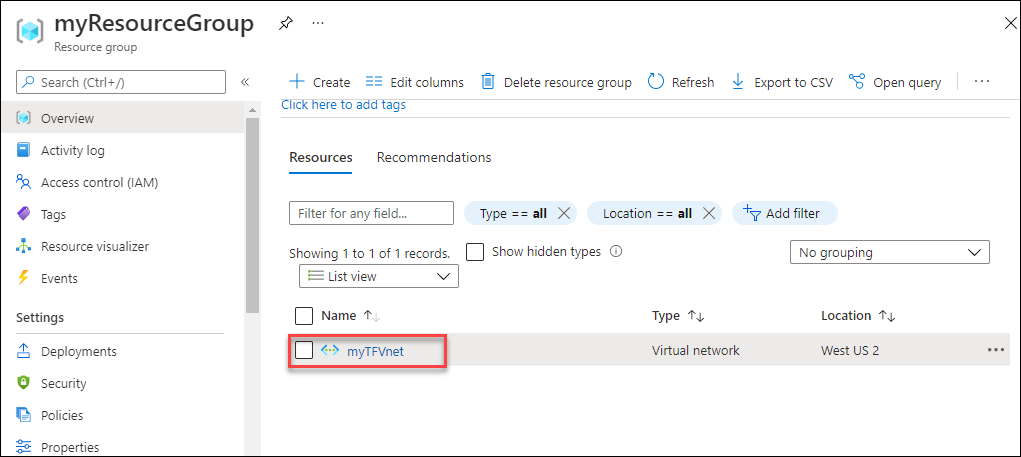 myResourceGroup
Resource group
Search (Ctrl+/)
Overview
Activity log
Access control (IAM)
Tags
Resource visualizer
Events
Settings
Deployments
Security
Policies
Properties
Create Edit columns Delete resource group Refresh Export to CSV Open query
Click here to add tags
Resources Recommendations
Filter for any field... Type == all Location == all Add filter
Showing 1 to 1 of 1 records. Show hidden types No grouping
List view
Name Type Location
myTFVnet Virtual network West US 2